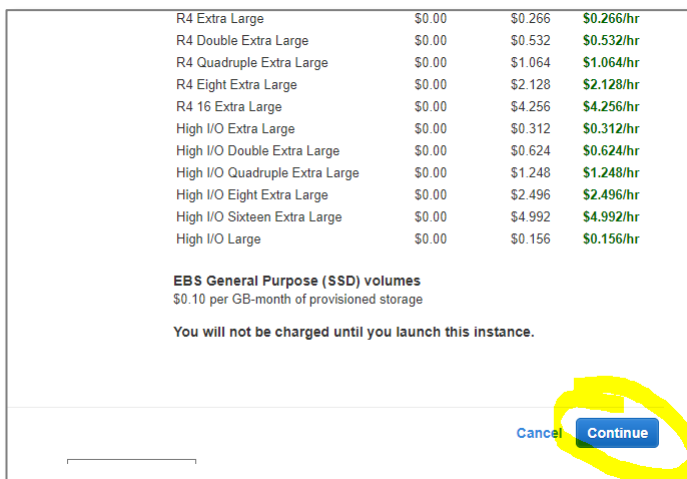 R4 Extra Large $0.00 $0.266 $0.266/hr
R4 Double Extra Large $0.00 $0.532 $0.532/hr
R4 Quadruple Extra Large $0.00 $1.064 $1.064/hr
R4 Eight Extra Large $0.00 $2.128 $2.128/hr
R4 16 Extra Large $0.00 $4.256 $4.256/hr
High I/O Extra Large $0.00 $0.312 $0.312/hr
High I/O Double Extra Large $0.00 $0.624 $0.624/hr
High I/O Quadruple Extra Large $0.00 $1.248 $1.248/hr
High I/O Eight Extra Large $0.00 $2.496 $2.496/hr
High I/O Sixteen Extra Large $0.00 $4.992 $4.992/hr
High I/O Large $0.00 $0.156 $0.156/hr
EBS General Purpose (SSD) volumes
$0.10 per GB-month of provisioned storage
You will not be charged until you launch this instance.
Cancel Continue